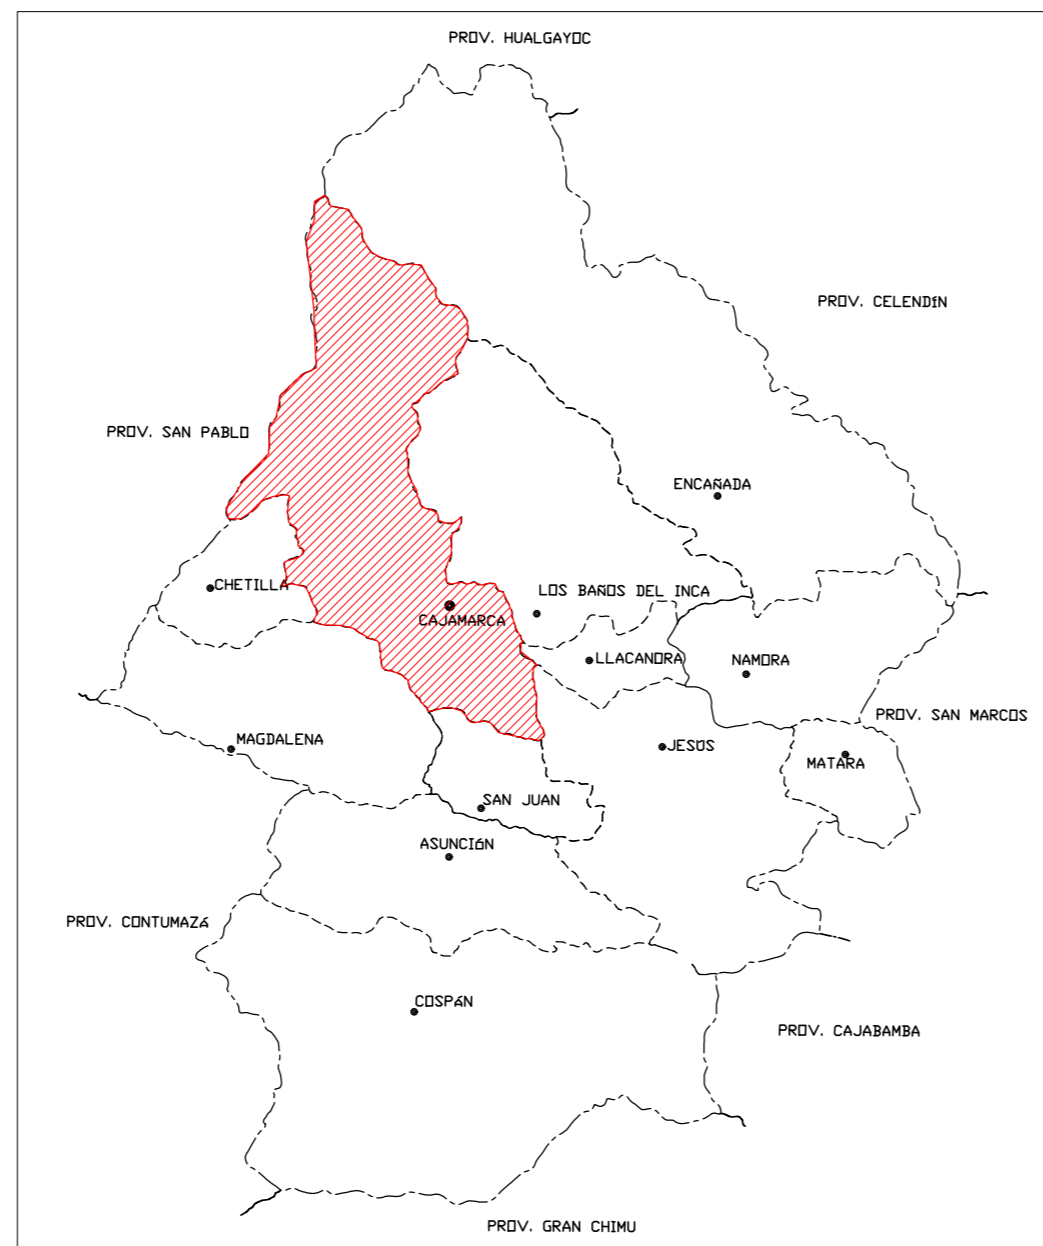 PROV. HUALGAYOC
PROV. CELENDÍN
PROV. SAN PABLO
ENCAÑADA
CHETILLA
LOS BAÑOS DEL INCA
CAJAMARCA
LLACANORA
NAMORA
PROV. SAN MARCOS
MAGDALENA
JESÚS
MATARA
SAN JUAN
ASUNCIÓN
PROV. CONTUMAZÁ
COSPÁN
PROV. CAJABAMBA
PROV. GRAN CHIMU